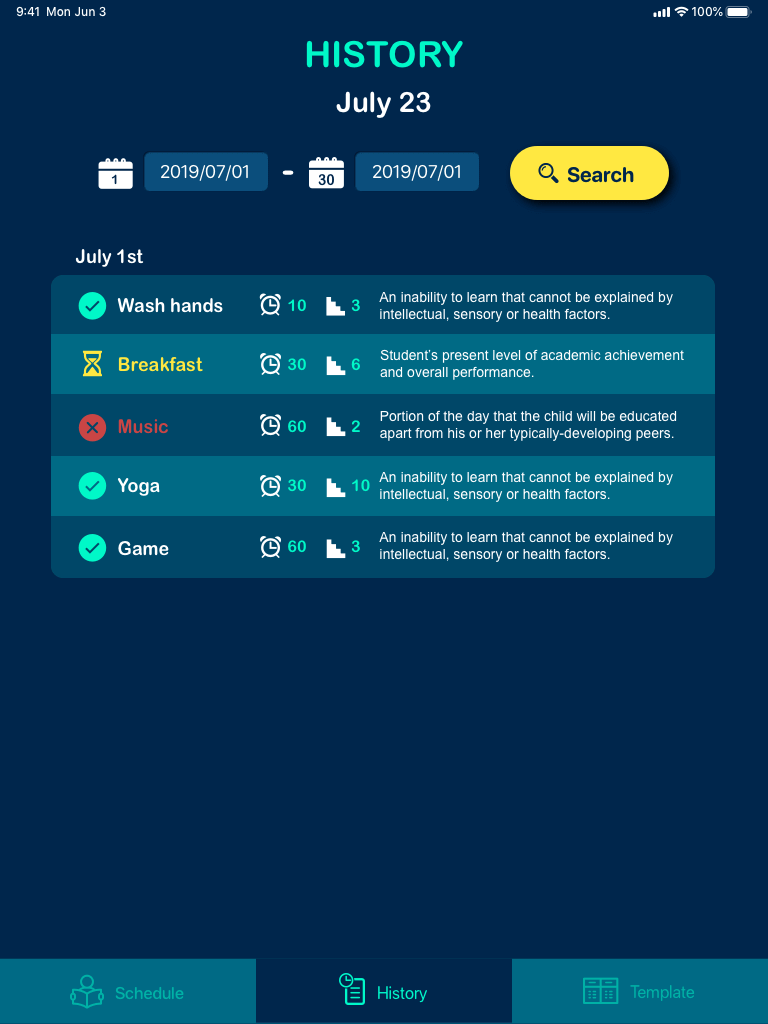 9:41 Mon Jun 3
100%
HISTORY
July 23
1
2019/07/01
-
30
2019/07/01
Search
July 1st
Wash hands
10
3
An inability to learn that cannot be explained by
intellectual, sensory or health factors.
Breakfast
30
6
Student's present level of academic achievement
and overall performance.
Music
60
2
Portion of the day that the child will be educated
apart from his or her typically-developing peers.
Yoga
30
10
An inability to learn that cannot be explained by
intellectual, sensory or health factors.
Game
60
3
An inability to learn that cannot be explained by
intellectual, sensory or health factors.
Schedule
History
Template